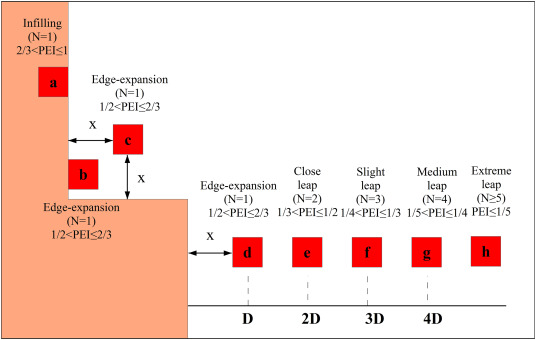 Infilling
(N=1)
2/3<PEI≤1
a
Edge-expansion
(N=1)
1/2<PEI≤2/3
x
c
b
x
Edge-expansion
(N=1)
1/2<PEI≤2/3
Edge-expansion
(N=1)
1/2<PEI≤2/3
Close
leap
(N=2)
1/3<PEI≤1/2
Slight
leap
(N=3)
1/4<PEI≤1/3
Medium
leap
(N=4)
1/5<PEI≤1/4
Extreme
leap
(N≥5)
PEI≤1/5
x
d
e
f
g
h
D
2D
3D
4D